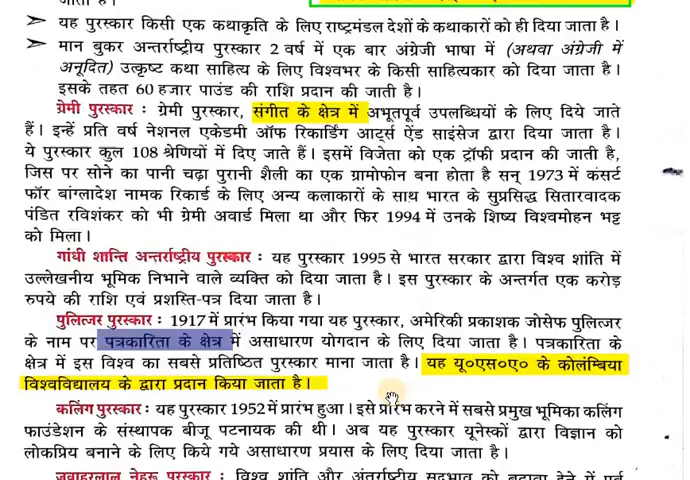 जाता है।
➢ यह पुरस्कार किसी एक कथाकृति के लिए राष्ट्रमंडल देशों के कथाकारों को ही दिया जाता है।
➢ मान बुकर अन्तर्राष्ट्रीय पुरस्कार 2 वर्ष में एक बार अंग्रेजी भाषा में (अथवा अंग्रेजी में
अनूदित) उत्कृष्ट कथा साहित्य के लिए विश्वभर के किसी साहित्यकार को दिया जाता है।
इसके तहत 60 हजार पाउंड की राशि प्रदान की जाती है।
ग्रेमी पुरस्कार : ग्रेमी पुरस्कार, संगीत के क्षेत्र में अभूतपूर्व उपलब्धियों के लिए दिये जाते
हैं। इन्हें प्रति वर्ष नेशनल एकेडमी ऑफ रिकार्डिंग आर्ट्स ऐंड साइंसेज द्वारा दिया जाता है।
ये पुरस्कार कुल 108 श्रेणियों में दिए जाते हैं। इसमें विजेता को एक ट्रॉफी प्रदान की जाती है,
जिस पर सोने का पानी चढ़ा पुरानी शैली का एक ग्रामोफोन बना होता है सन् 1973 में कंसर्ट
फॉर बांग्लादेश नामक रिकार्ड के लिए अन्य कलाकारों के साथ भारत के सुप्रसिद्ध सितारवादक
पंडित रविशंकर को भी ग्रेमी अवार्ड मिला था और फिर 1994 में उनके शिष्य विश्वमोहन भट्ट
को मिला।
गांधी शान्ति अन्तर्राष्ट्रीय पुरस्कार : यह पुरस्कार 1995 से भारत सरकार द्वारा विश्व शांति में
उल्लेखनीय भूमिक निभाने वाले व्यक्ति को दिया जाता है। इस पुरस्कार के अन्तर्गत एक करोड़
रुपये की राशि एवं प्रशस्ति-पत्र दिया जाता है।
पुलित्जर पुरस्कार : 1917 में प्रारंभ किया गया यह पुरस्कार, अमेरिकी प्रकाशक जोसेफ पुलित्जर
के नाम पर पत्रकारिता के क्षेत्र में असाधारण योगदान के लिए दिया जाता है। पत्रकारिता के
क्षेत्र में इस विश्व का सबसे प्रतिष्ठित पुरस्कार माना जाता है। यह यू०एस०ए० के कोलंम्बिया
विश्वविद्यालय के द्वारा प्रदान किया जाता है।
कलिंग पुरस्कार : यह पुरस्कार 1952 में प्रारंभ हुआ। इसे प्रारंभ करने में सबसे प्रमुख भूमिका कलिंग
फाउंडेशन के संस्थापक बीजू पटनायक की थी। अब यह पुरस्कार यूनेस्कों द्वारा विज्ञान को
लोकप्रिय बनाने के लिए किये गये असाधारण प्रयास के लिए दिया जाता है।
जवाहरलाल नेहरू पुरस्कार : विश्व शांति और अंतर्राष्ट्रीय सदभाव को बढ़ावा देने में पूर्व